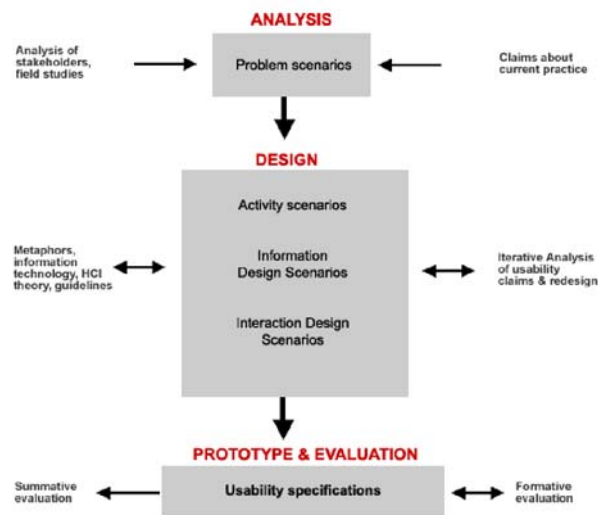 ANALYSIS
Analysis of
stakeholders,
field studies
Problem scenarios
Claims about
current practice
DESIGN
Activity scenarios
Metaphors,
information
technology, HCI
theory, guidelines
Information
Design Scenarios
Iterative Analysis
of usability
claims & redesign
Interaction Design
Scenarios
PROTOTYPE & EVALUATION
Summative
evaluation
Usability specifications
Formative
evaluation